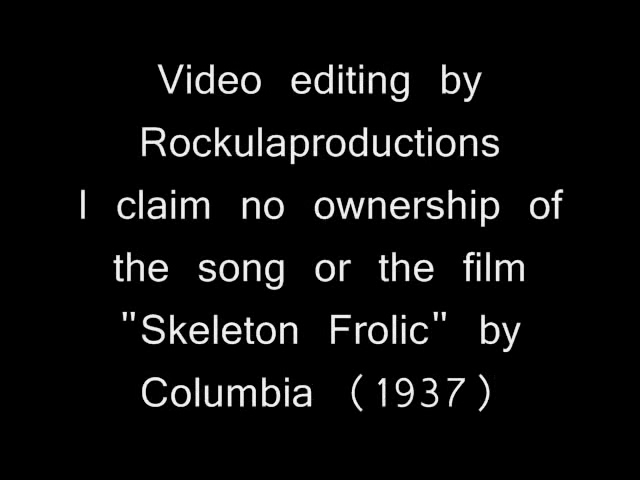 Video editing by
Rockulaproductions
I claim no ownership of
the song or the film
"Skeleton Frolic" by
Columbia (1937)